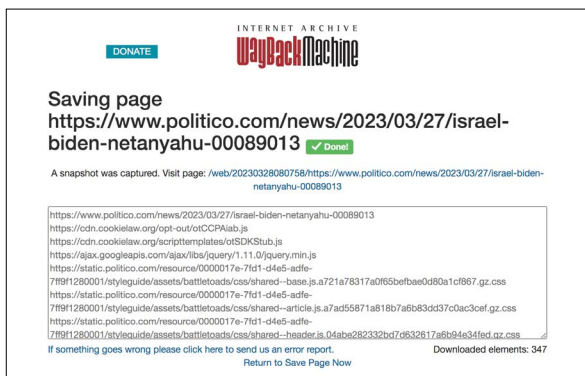 INTERNET ARCHIVE
DONATE
WayBackMachine
Saving page
https://www.politico.com/news/2023/03/27/israel-
biden-netanyahu-00089013 ✓ Done!
A snapshot was captured. Visit page: /web/20230328080758/https://www.politico.com/news/2023/03/27/israel-biden-
netanyahu-00089013
https://www.politico.com/news/2023/03/27/israel-biden-netanyahu-00089013
https://cdn.cookielaw.org/opt-out/otCCPAiab.js
https://cdn.cookielaw.org/scripttemplates/otSDKStub.js
https://ajax.googleapis.com/ajax/libs/jquery/1.11.0/jquery.min.js
https://static.politico.com/resource/0000017e-7fd1-d4e5-adfe-
7ff9f1280001/styleguide/assets/battletoads/css/shared--base.js.a721a78317a0f65befbae0d80a1cf867.gz.css
https://static.politico.com/resource/0000017e-7fd1-d4e5-adfe-
7ff9f1280001/styleguide/assets/battletoads/css/shared--article.js.a7ad55871a818b7a6b83dd37c0ac3cef.gz.css
https://static.politico.com/resource/0000017e-7fd1-d4e5-adfe-
7ff9f1280001/styleguide/assets/battletoads/css/shared--header.js.04abe282332bd7d632617a6b94e34fed.gz.css
If something goes wrong please click here to send us an error report.
Downloaded elements: 347
Return to Save Page Now